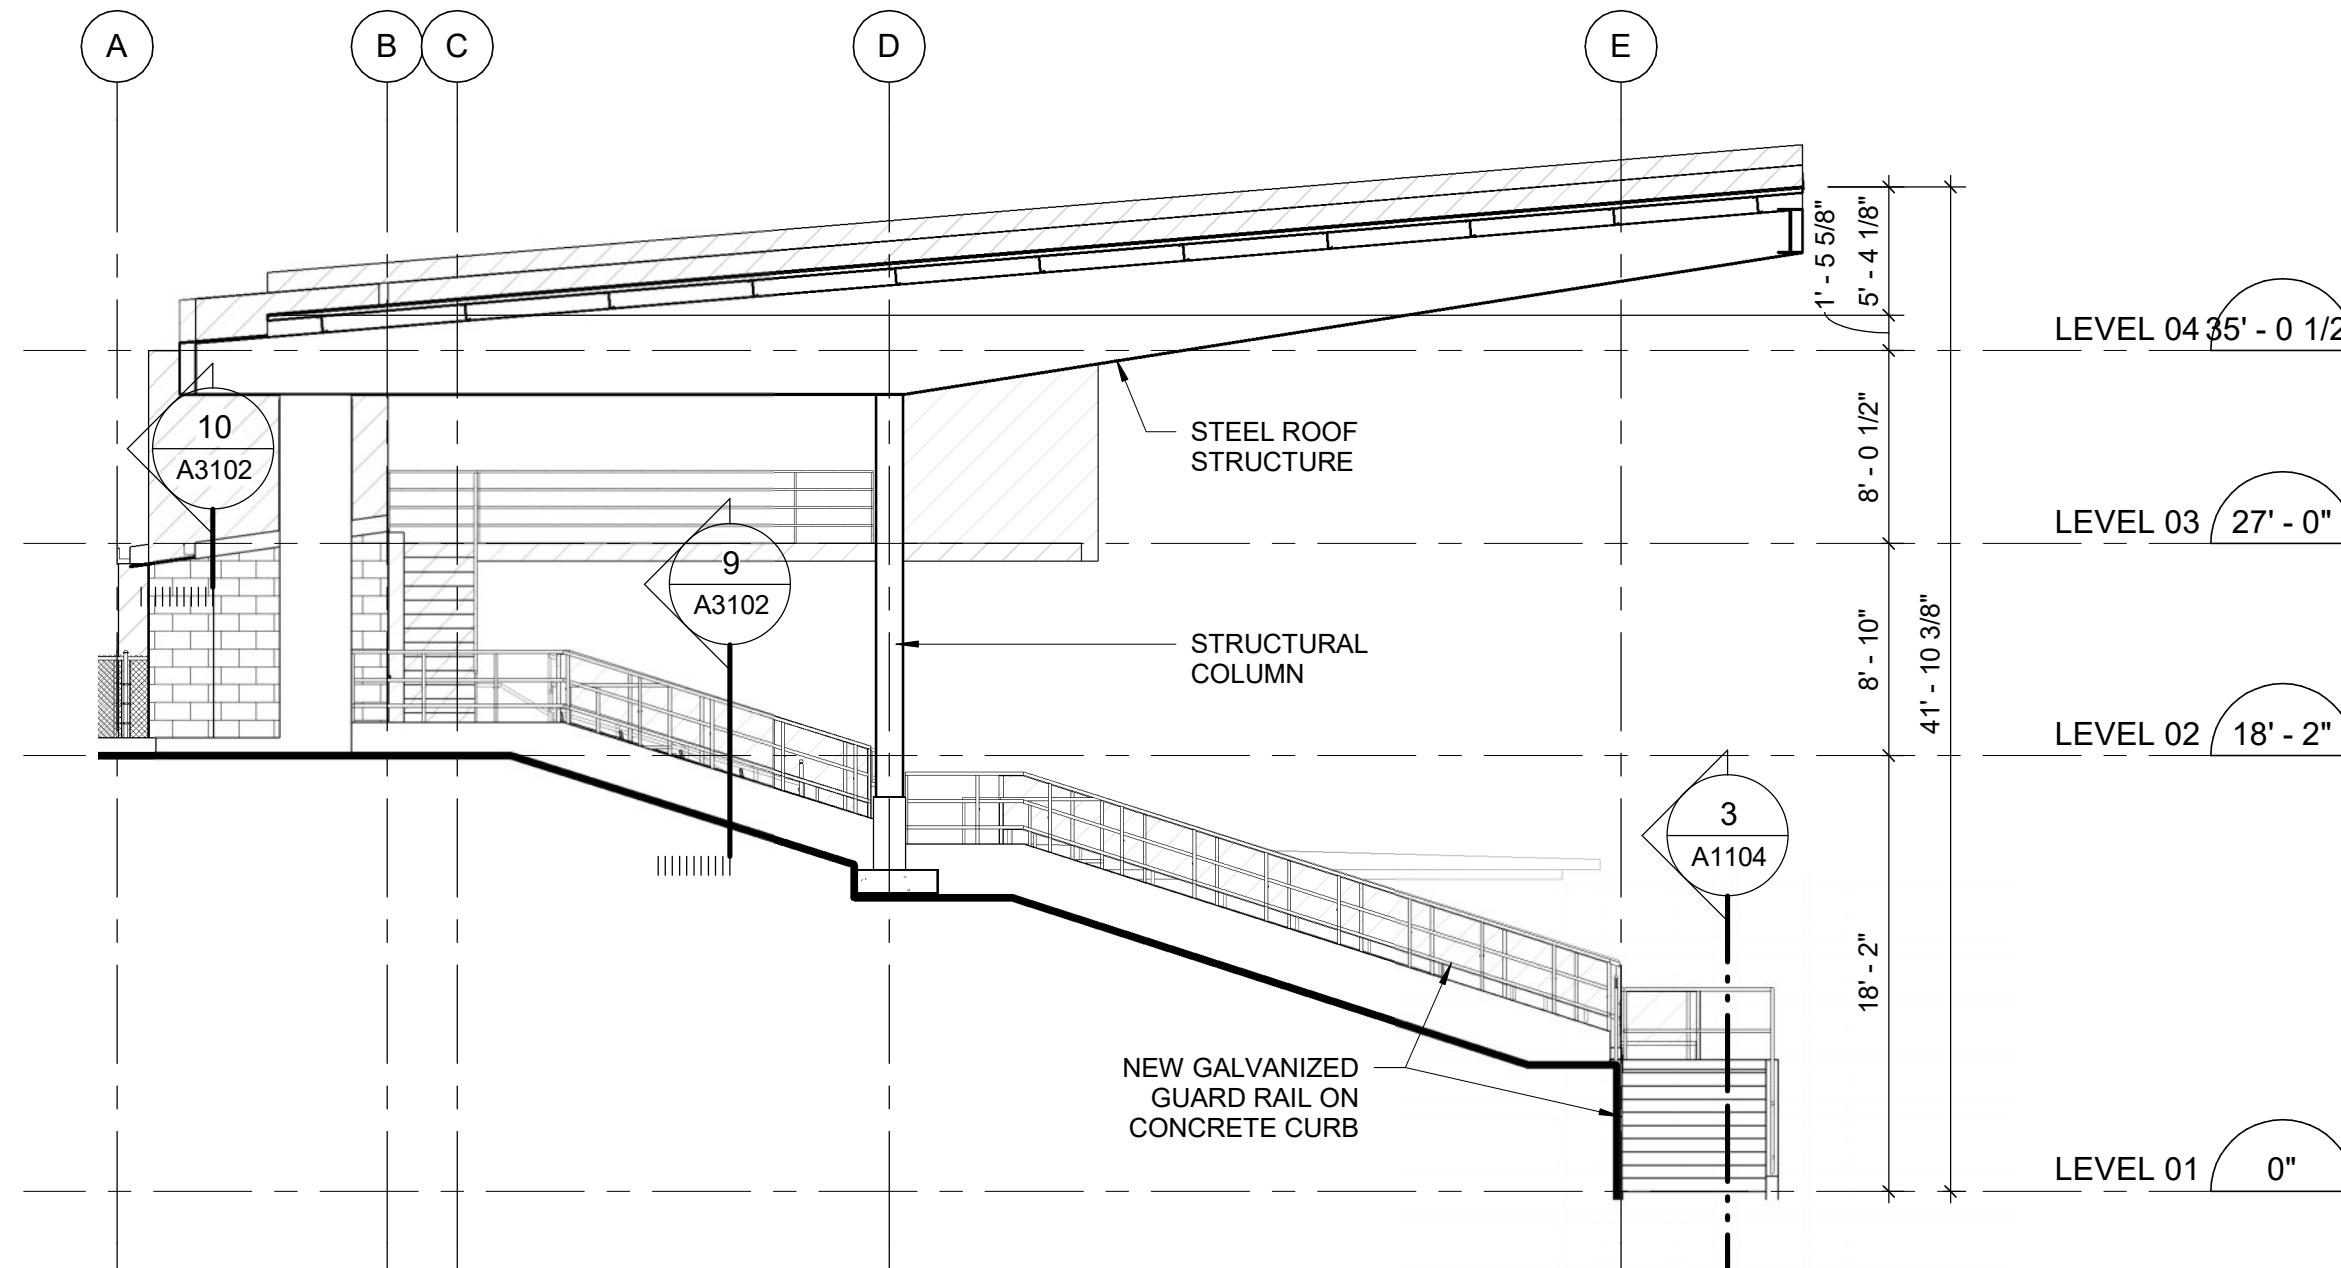 A
B
C
D
E
1' - 5 5/8"
5' - 4 1/8"
LEVEL 04 35' - 0 1/2
10
A3102
STEEL ROOF
STRUCTURE
8' - 0 1/2"
LEVEL 03 27' - 0"
9
A3102
STRUCTURAL
COLUMN
8' - 10"
41' - 10 3/8"
LEVEL 02 18' - 2"
3
A1104
18' - 2"
NEW GALVANIZED
GUARD RAIL ON
CONCRETE CURB
LEVEL 01 0"